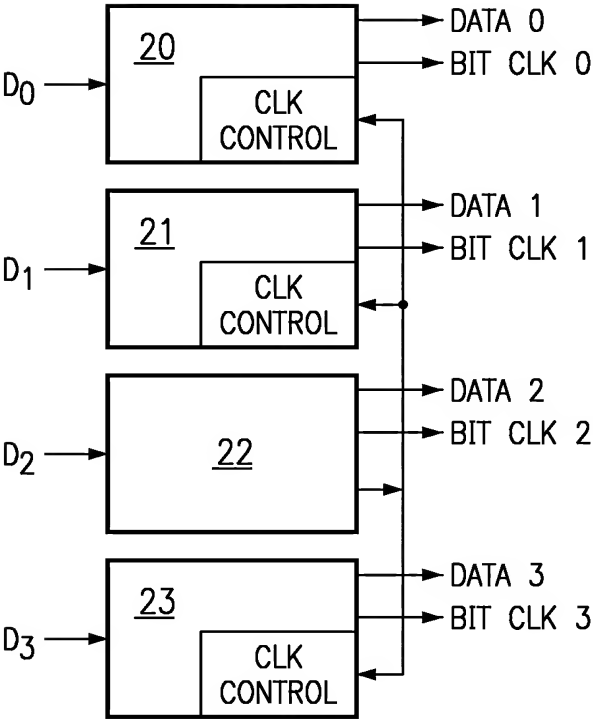 20
DATA 0
BIT CLK 0
D0
CLK
CONTROL
21
DATA 1
BIT CLK 1
D1
CLK
CONTROL
22
DATA 2
BIT CLK 2
D2
23
DATA 3
BIT CLK 3
D3
CLK
CONTROL